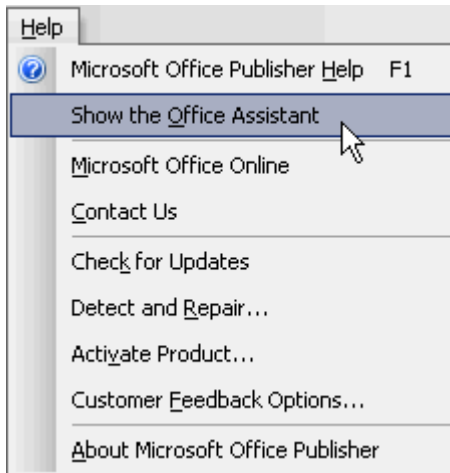 Help
Microsoft Office Publisher Help F1
Show the Office Assistant
Microsoft Office Online
Contact Us
Check for Updates
Detect and Repair...
Activate Product...
Customer Feedback Options...
About Microsoft Office Publisher